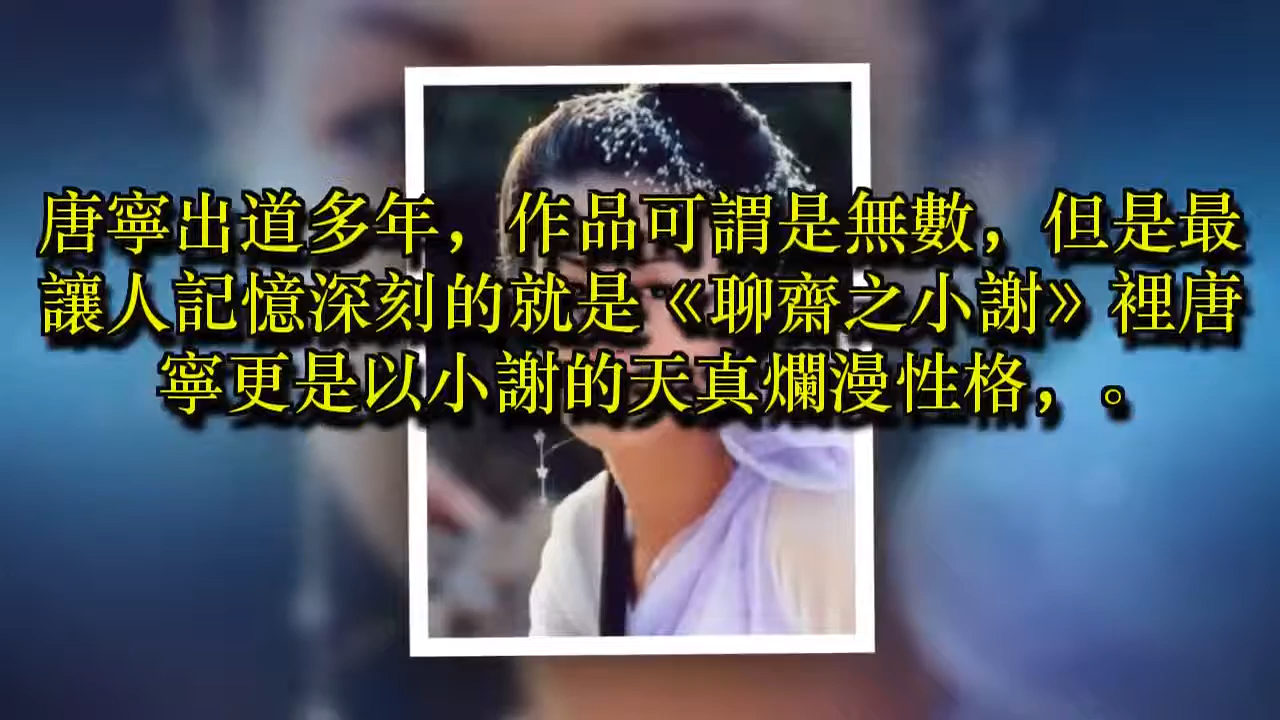 唐寧出道多年，作品可謂是無數，但是最
讓人記憶深刻的就是《聊齋之小謝》裡唐
寧更是以小謝的天真爛漫性格，。